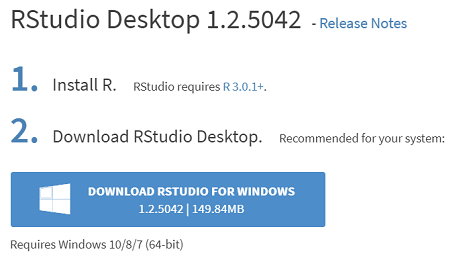 RStudio Desktop 1.2.5042 - Release Notes
1. Install R. RStudio requires R 3.0.1+.
2. Download RStudio Desktop. Recommended for your system:
DOWNLOAD RSTUDIO FOR WINDOWS
1.2.5042 | 149.84MB
Requires Windows 10/8/7 (64-bit)